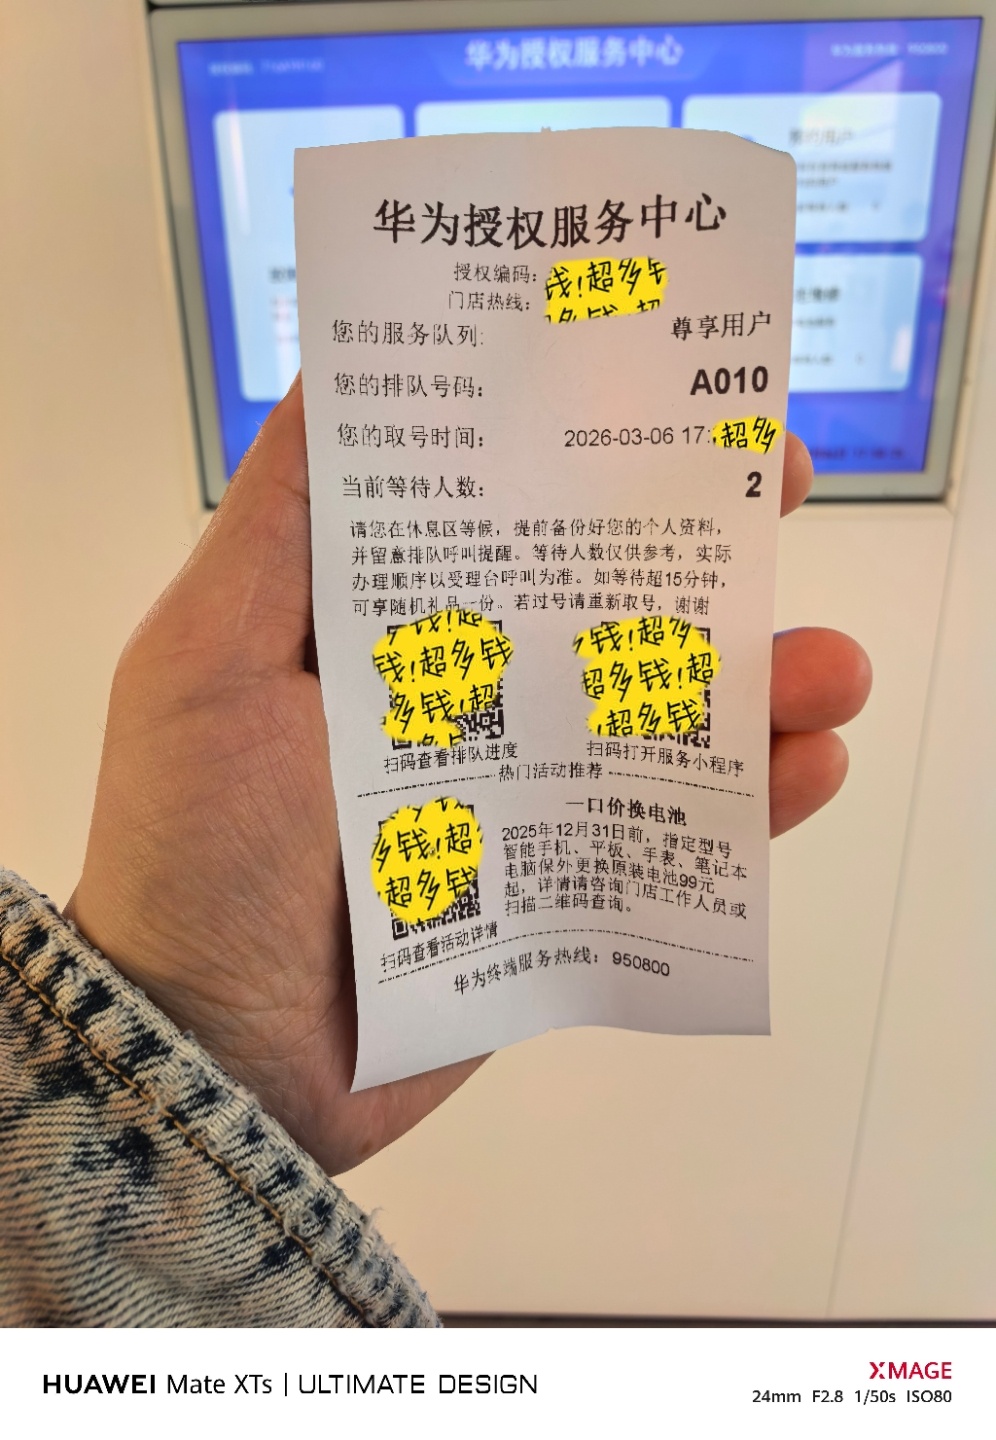 华为授权服务中心
华为授权服务中心
授权编码：
钱!超多钱
门店热线：
您的服务队列:
尊享用户
您的排队号码：
A010
您的取号时间：
2026-03-06 17:
超多
当前等待人数：
2
请您在休息区等候，提前备份好您的个人资料，
并留意排队呼叫提醒。等待人数仅供参考，实际
办理顺序以受理台呼叫为准。如等待超15分钟，
可享随机礼品一份。若过号请重新取号，谢谢
钱!超
钱!超多钱
多钱!超
钱!超多
超多钱!超
超多钱
扫码查看排队进度
扫码打开服务小程序
热门活动推荐
多钱!超
超多钱
一口价换电池
2025年12月31日前，指定型号
智能手机、平板、手表、笔记本
电脑保外更换原装电池99元
起，详情请咨询门店工作人员或
扫描二维码查询。
扫码查看活动详情
华为终端服务热线：950800
HUAWEI Mate XTs | ULTIMATE DESIGN
XMAGE
24mm F2.8 1/50s ISO80